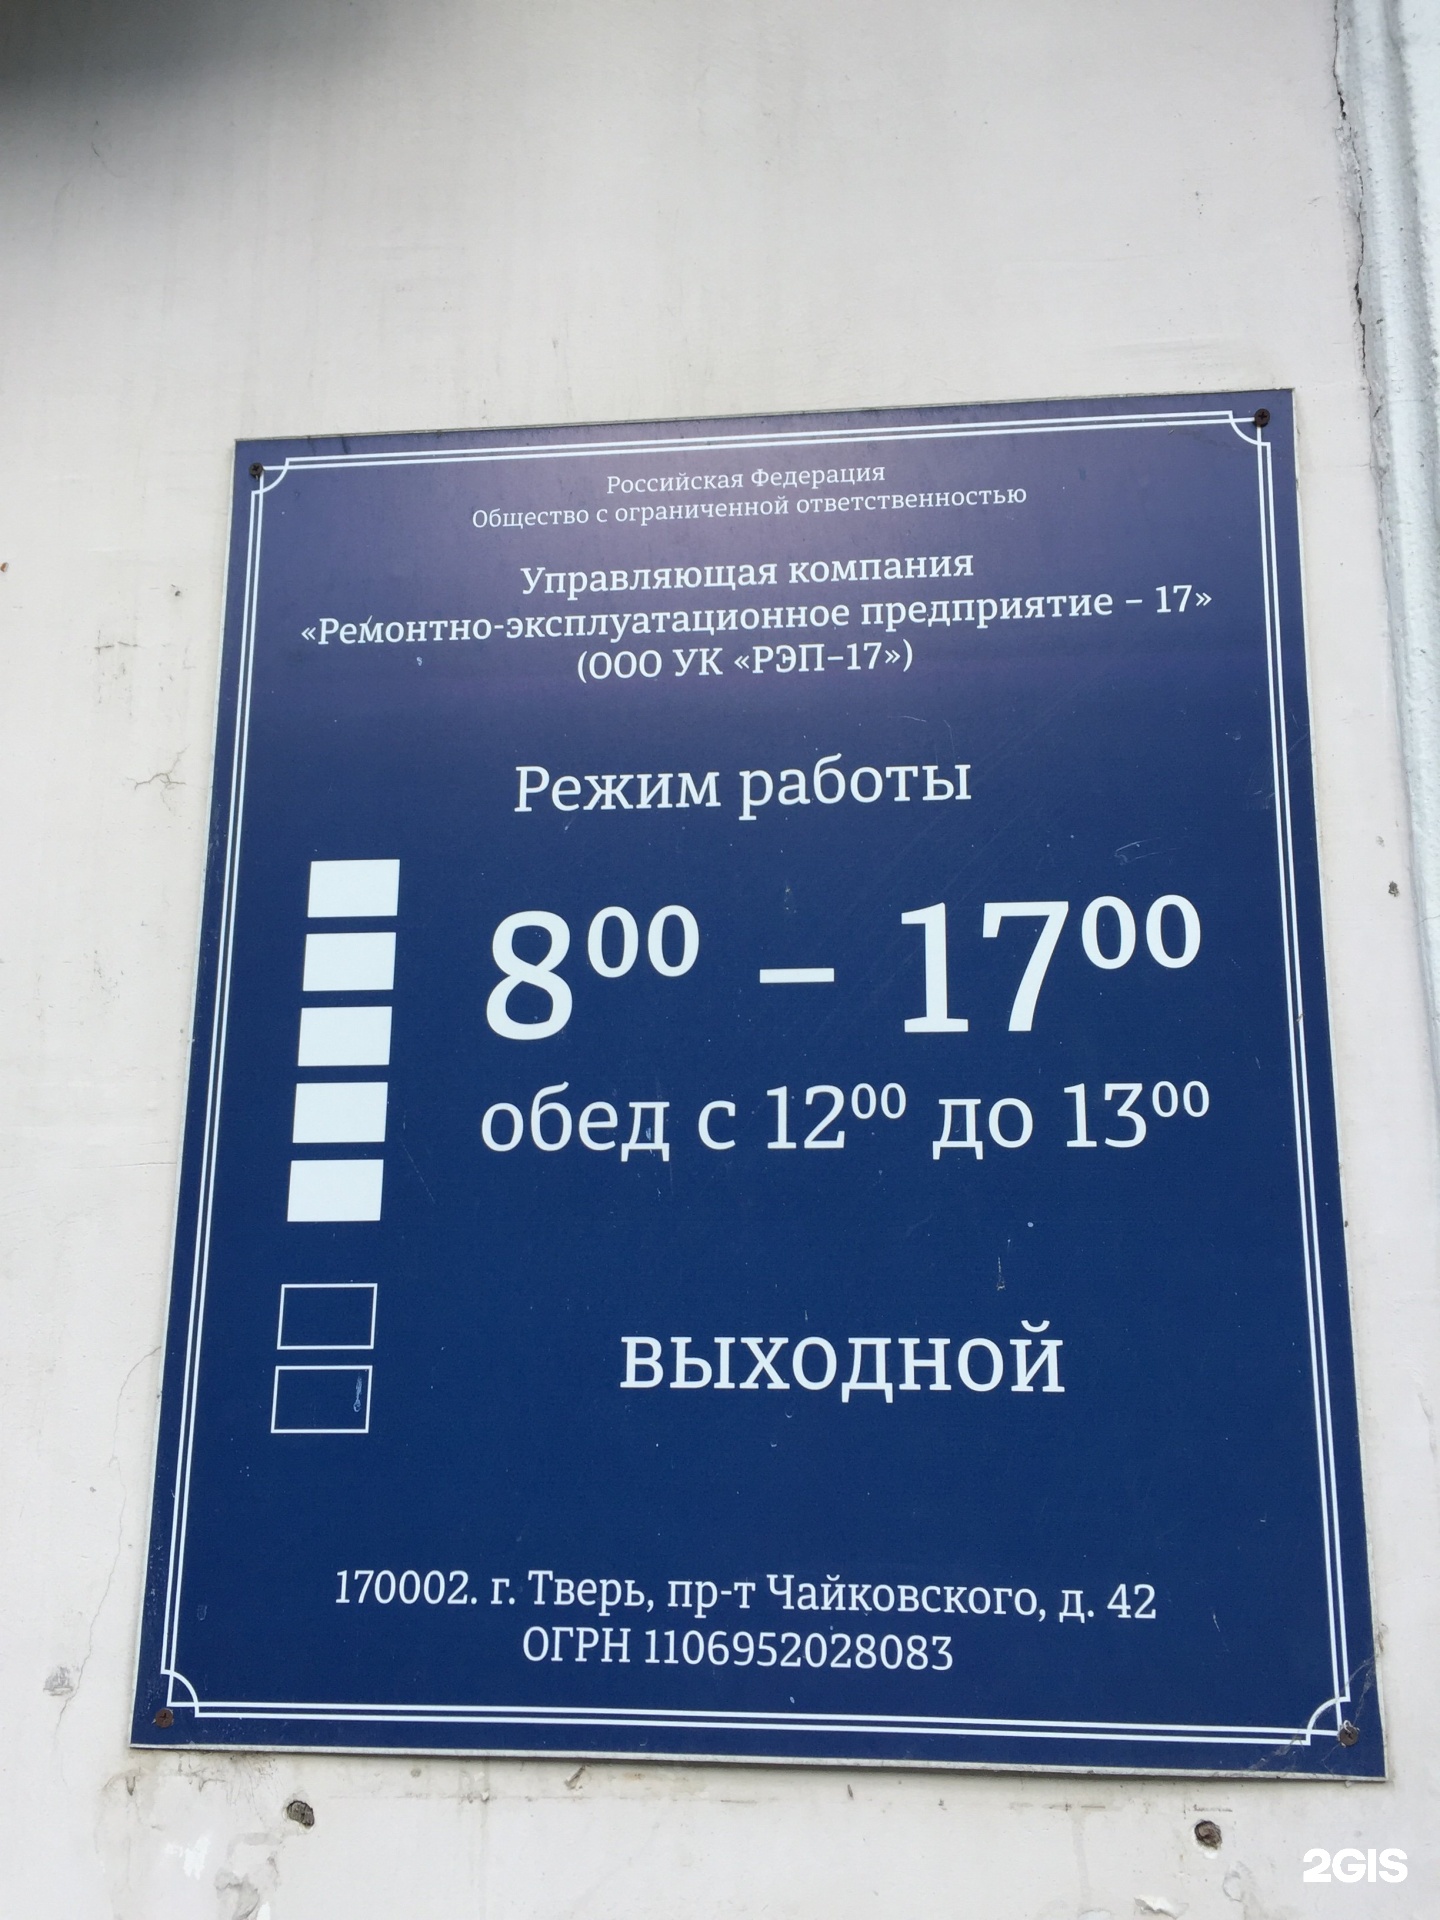 Российская Федерация
Общество с ограниченной ответственностью
Управляющая компания
«Ремонтно-эксплуатационное предприятие – 17»
(ООО УК «РЭП–17»)
Режим работы
8⁰⁰ – 17⁰⁰
обед с 12⁰⁰ до 13⁰⁰
выходной
170002. г. Тверь, пр-т Чайковского, д. 42
ОГРН 1106952028083
2GIS